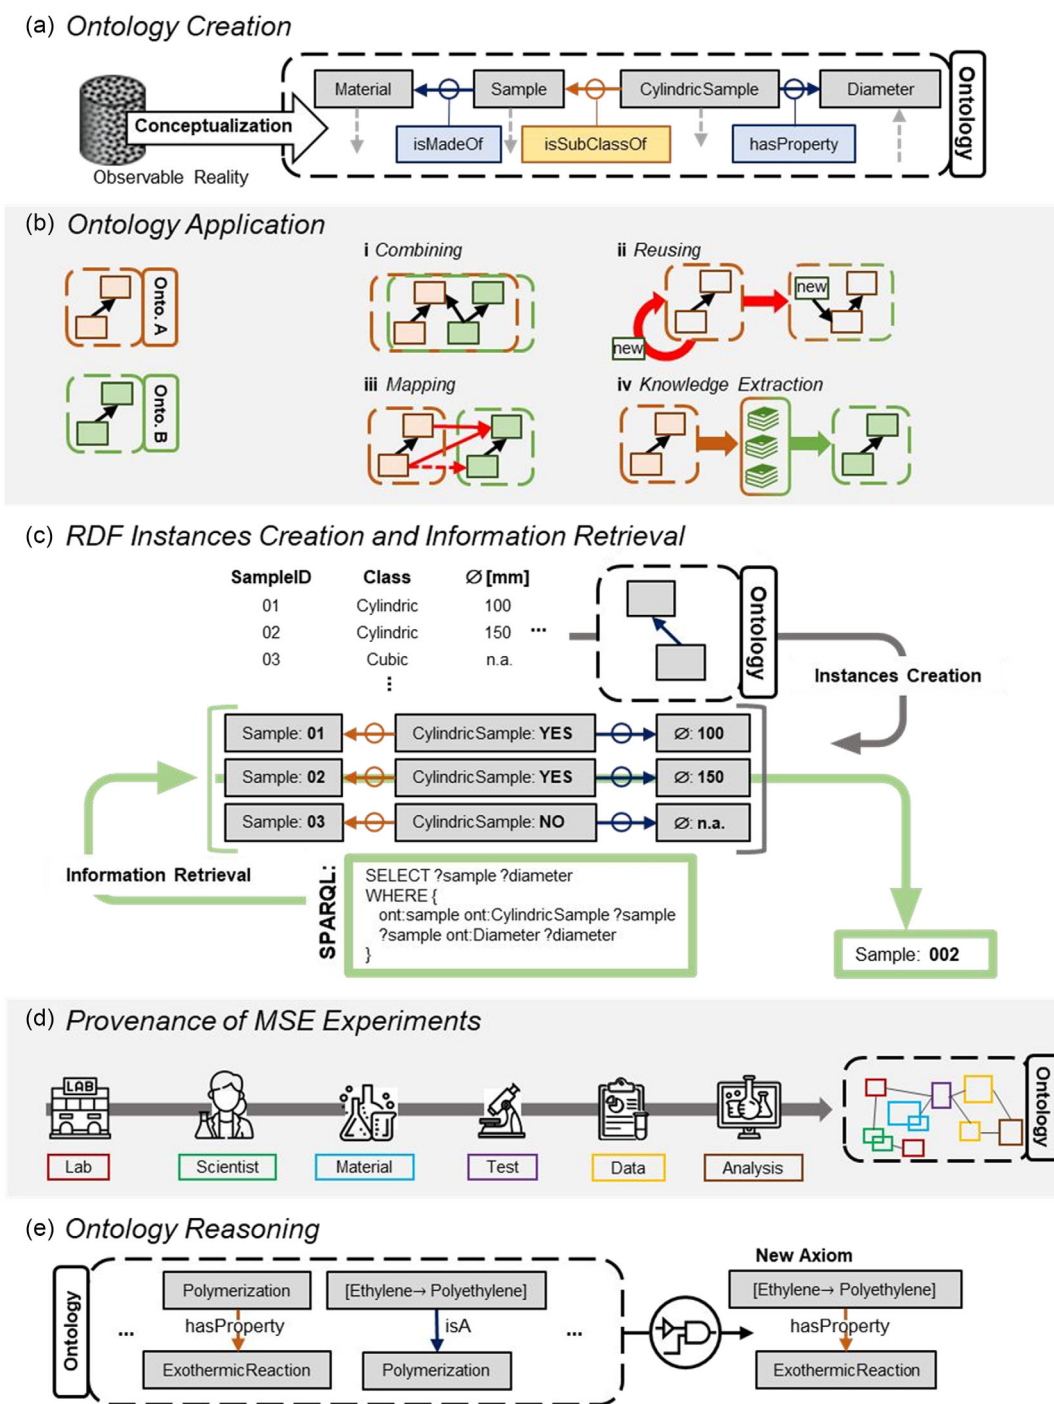 (a) Ontology Creation
Material
Sample
CylindricSample
Diameter
Conceptualization
isMadeOf
isSubClassOf
hasProperty
Ontology
Observable Reality
(b) Ontology Application
Onto. A
Onto. B
i Combining
ii Reusing
new
new
iii Mapping
iv Knowledge Extraction
(c) RDF Instances Creation and Information Retrieval
SampleID Class ∅ [mm]
01 Cylindric 100
02 Cylindric 150 ...
03 Cubic n.a.
⋮
Ontology
Instances Creation
Sample: 01 CylindricSample: YES ∅: 100
Sample: 02 CylindricSample: YES ∅: 150
Sample: 03 CylindricSample: NO ∅: n.a.
Information Retrieval
SPARQL:
SELECT ?sample ?diameter
WHERE {
ont:sample ont:CylindricSample ?sample
?sample ont:Diameter ?diameter
}
Sample: 002
(d) Provenance of MSE Experiments
LAB
Lab
Scientist
Material
Test
Data
Analysis
Ontology
(e) Ontology Reasoning
Ontology
...
Polymerization
hasProperty
ExothermicReaction
[Ethylene→ Polyethylene]
isA
Polymerization
...
New Axiom
[Ethylene→ Polyethylene]
hasProperty
ExothermicReaction